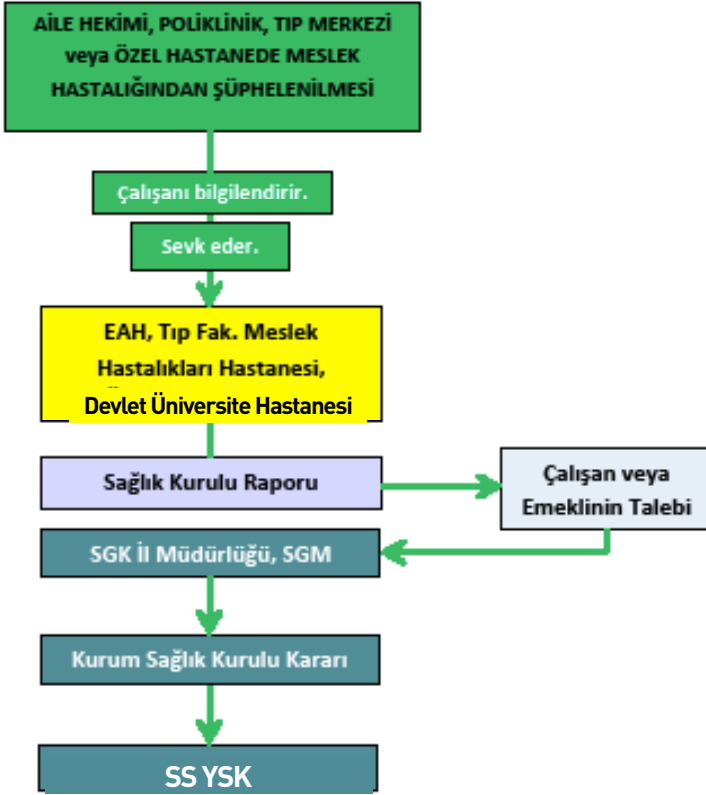 AİLE HEKİMİ, POLİKLİNİK, TIP MERKEZİ
veya ÖZEL HASTANEDE MESLEK
HASTALIĞINDAN ŞÜPHELENİLMESİ
Çalışanı bilgilendirir.
Sevk eder.
EAH, Tıp Fak. Meslek
Hastalıkları Hastanesi,
Devlet Üniversite Hastanesi
Sağlık Kurulu Raporu
Çalışan veya
Emeklinin Talebi
SGK İl Müdürlüğü, SGM
Kurum Sağlık Kurulu Kararı
SS YSK